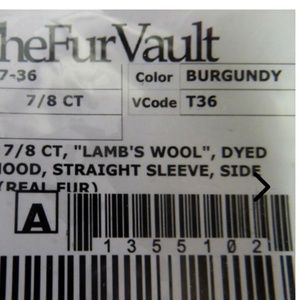 TheFurVault
7-36 Color BURGUNDY
7/8 CT VCode T36
7/8 CT, "LAMB'S WOOL", DYED
HOOD, STRAIGHT SLEEVE, SIDE
(REAL FUR)
A
1355102